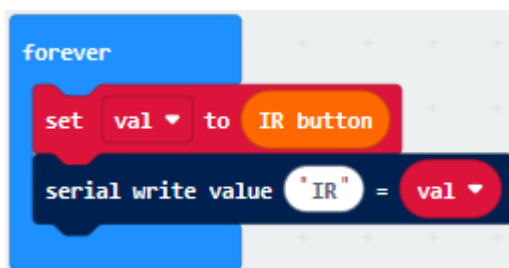 forever
set val to IR button
serial write value "IR" = val